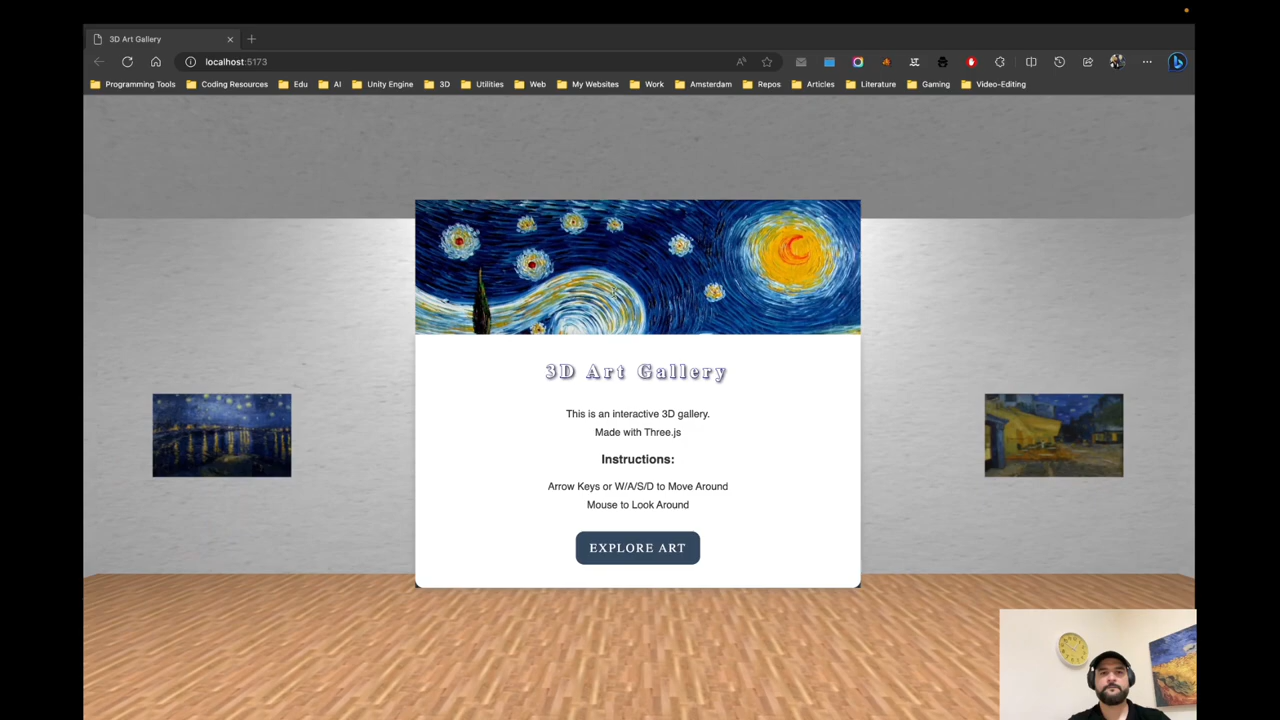 3D Art Gallery
localhost:5173
Programming Tools Coding Resources Edu AI Unity Engine 3D Utilities Web My Websites Work Amsterdam Repos Articles Literature Gaming Video-Editing
3D Art Gallery
This is an interactive 3D gallery.
Made with Three.js
Instructions:
Arrow Keys or W/A/S/D to Move Around
Mouse to Look Around
EXPLORE ART